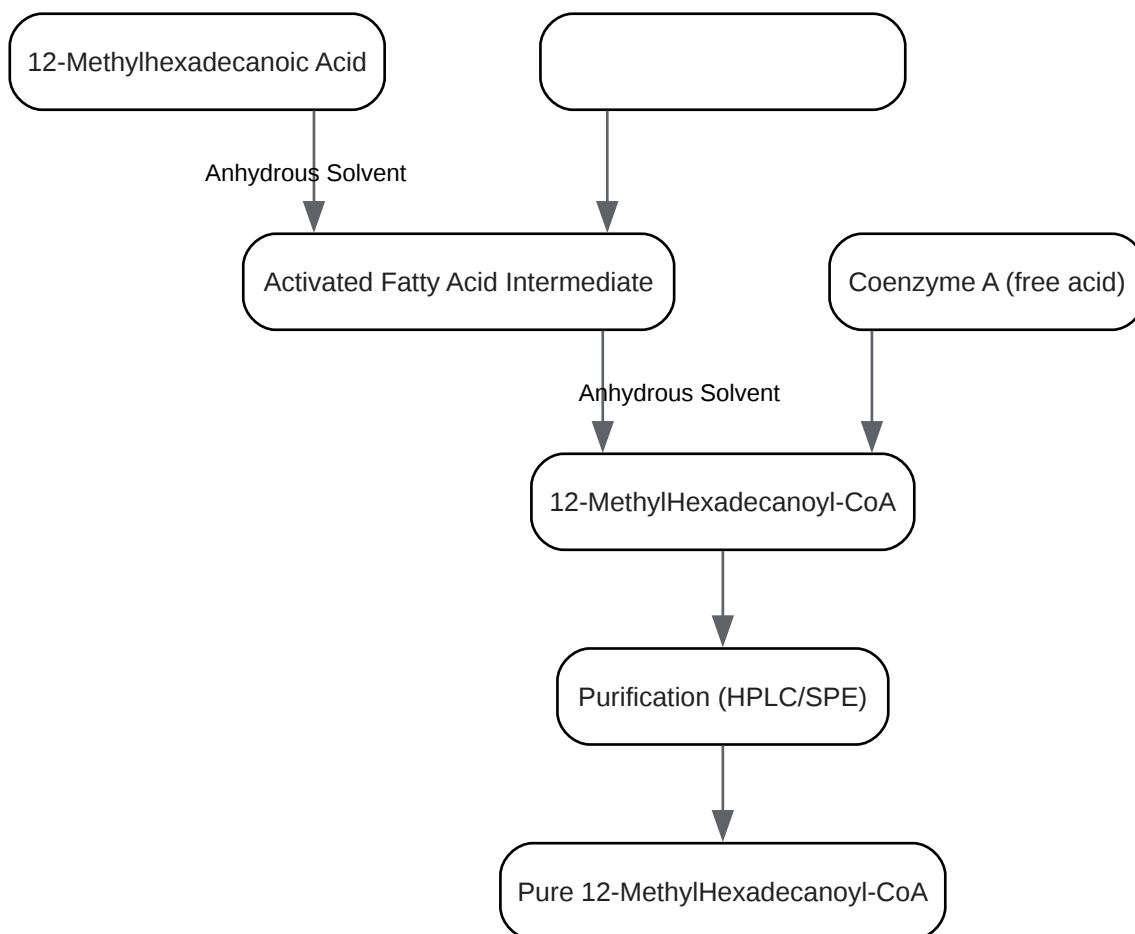 12-Methylhexadecanoic Acid
Anhydrous Solvent
Activated Fatty Acid Intermediate
Coenzyme A (free acid)
Anhydrous Solvent
12-MethylHexadecanoyl-CoA
Purification (HPLC/SPE)
Pure 12-MethylHexadecanoyl-CoA